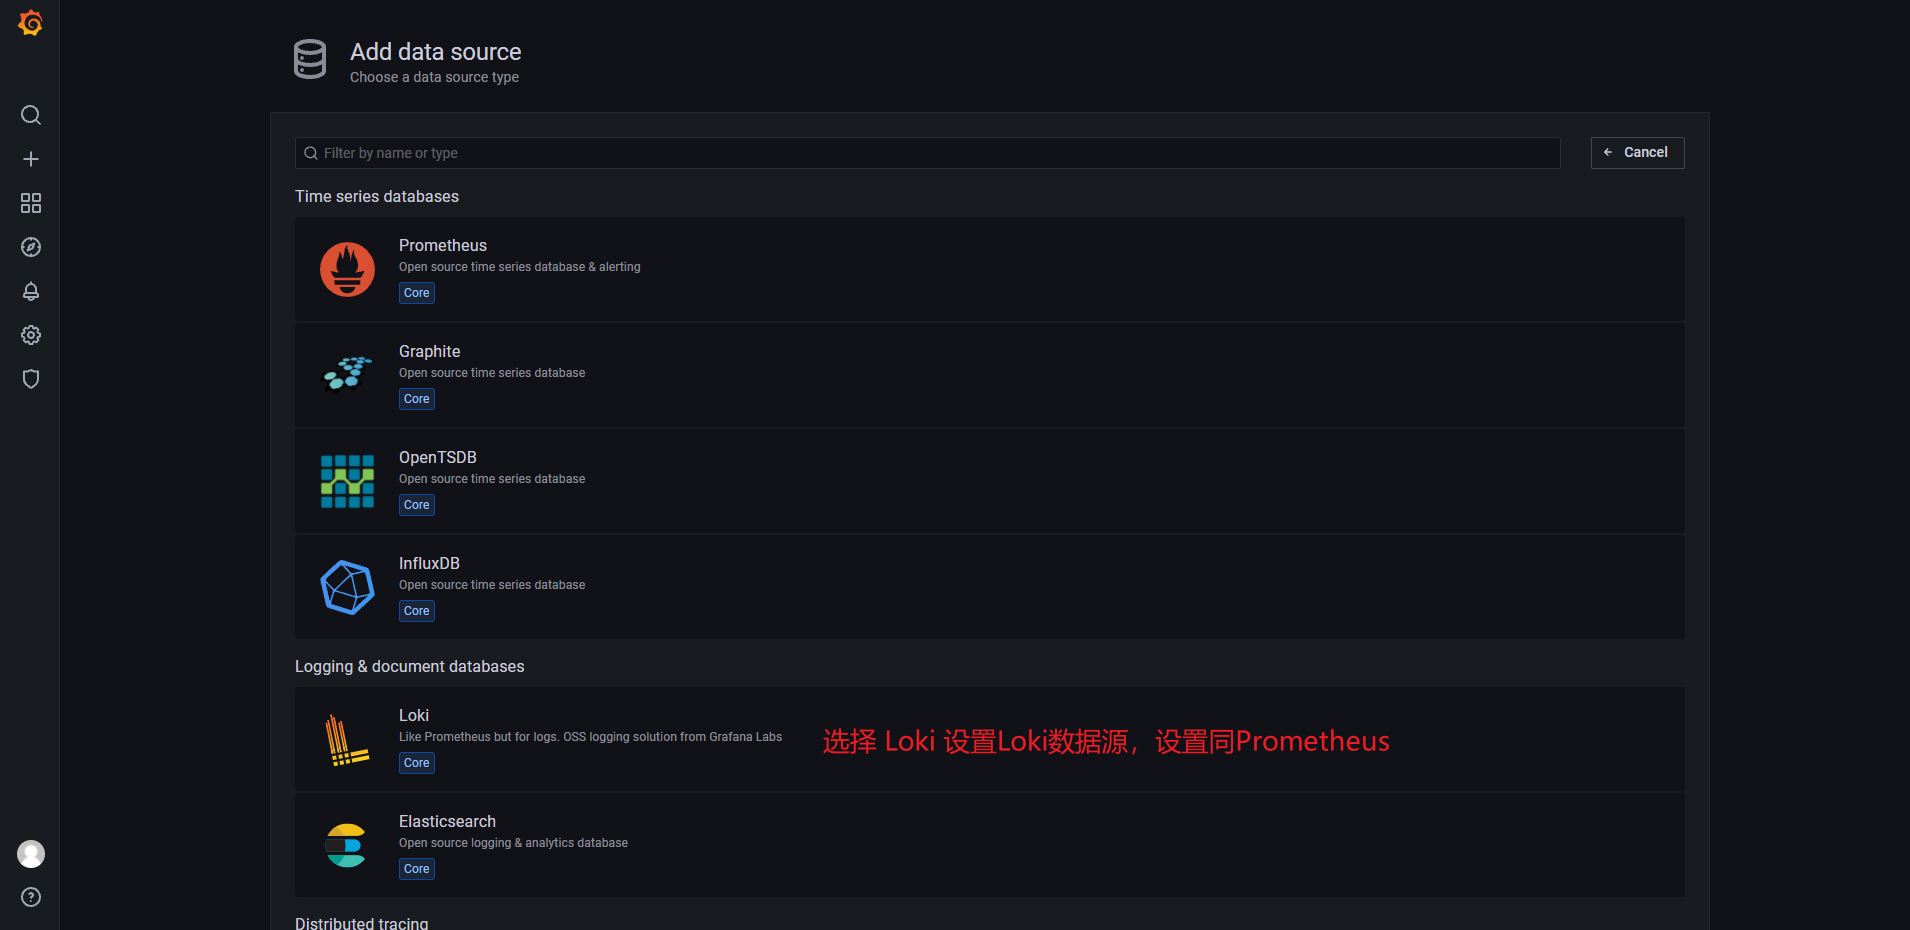 Add data source
Choose a data source type
Filter by name or type
Cancel
Time series databases
Prometheus
Open source time series database & alerting
Core
Graphite
Open source time series database
Core
OpenTSDB
Open source time series database
Core
InfluxDB
Open source time series database
Core
Logging & document databases
Loki
Like Prometheus but for logs. OSS logging solution from Grafana Labs
Core
选择 Loki 设置Loki数据源，设置同Prometheus
Elasticsearch
Open source logging & analytics database
Core
Distributed tracing